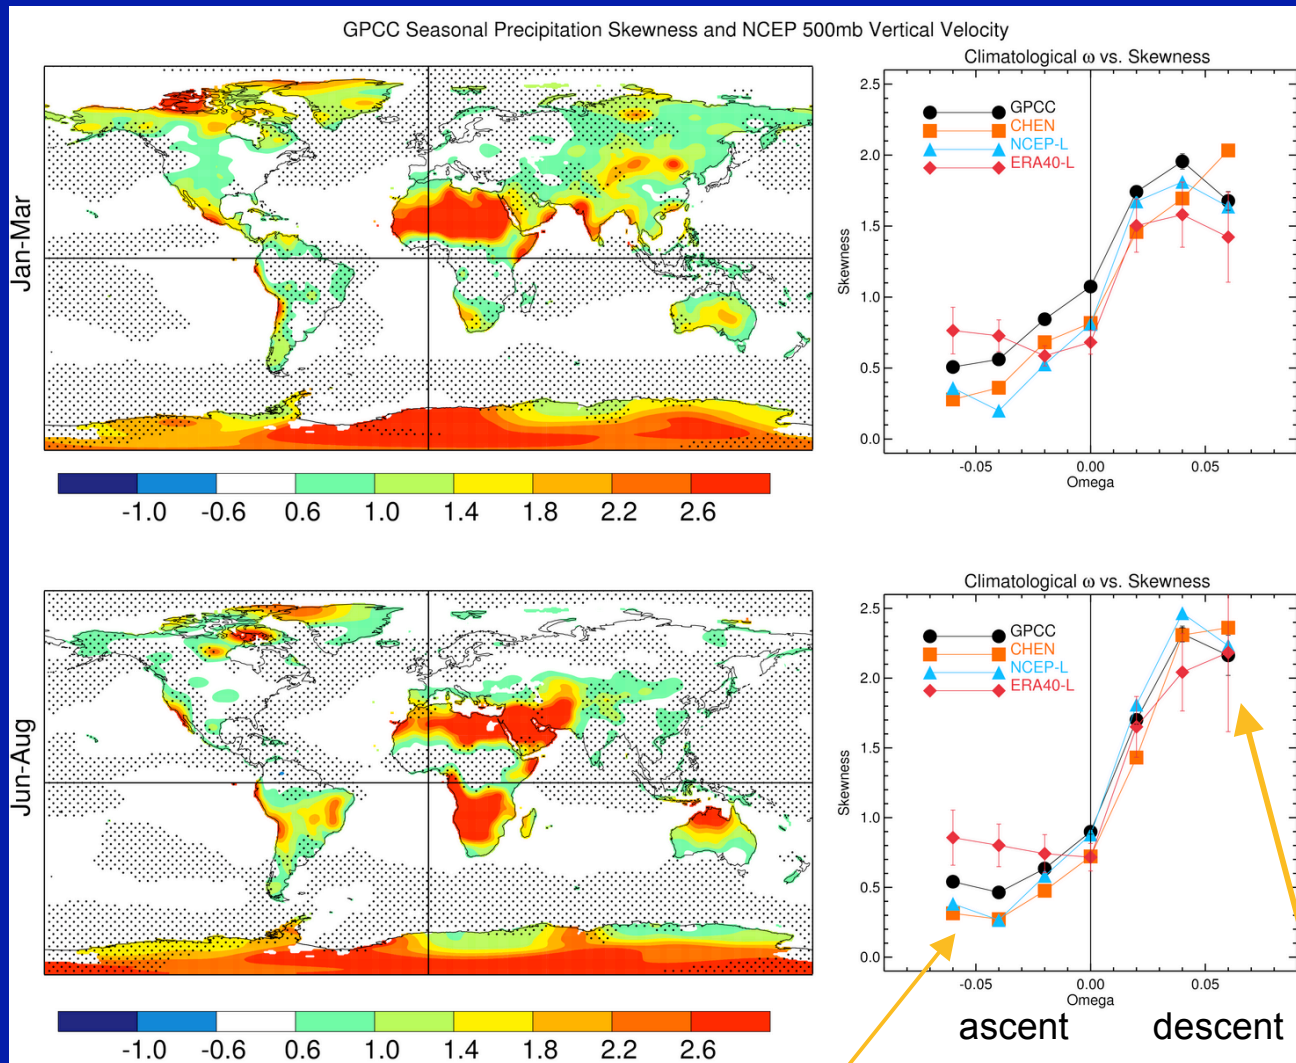 GPCC Seasonal Precipitation Skewness and NCEP 500mb Vertical Velocity
Jan-Mar
-1.0 -0.6 0.6 1.0 1.4 1.8 2.2 2.6
Climatological ω vs. Skewness
2.5
2.0
1.5
1.0
0.5
0.0
Skewness
GPCC
CHEN
NCEP-L
ERA40-L
-0.05 0.00 0.05
Omega
Jun-Aug
-1.0 -0.6 0.6 1.0 1.4 1.8 2.2 2.6
Climatological ω vs. Skewness
2.5
2.0
1.5
1.0
0.5
0.0
Skewness
GPCC
CHEN
NCEP-L
ERA40-L
-0.05 0.00 0.05
Omega
ascent descent